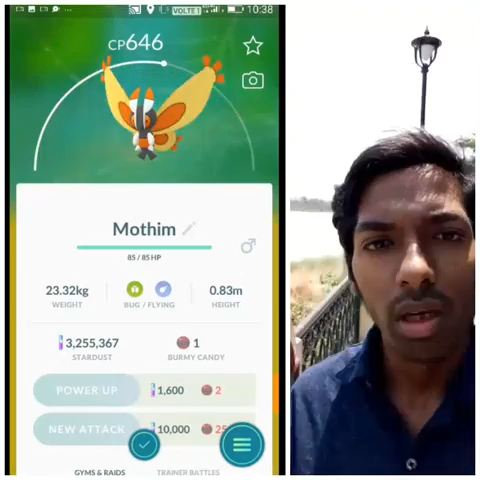 VOLTE 1 10:38
CP646
Mothim
85 / 85 HP
23.32kg 0.83m
WEIGHT BUG / FLYING HEIGHT
3,255,367 1
STARDUST BURMY CANDY
POWER UP 1,600 2
NEW ATTACK 10,000 25
GYMS & RAIDS TRAINER BATTLES